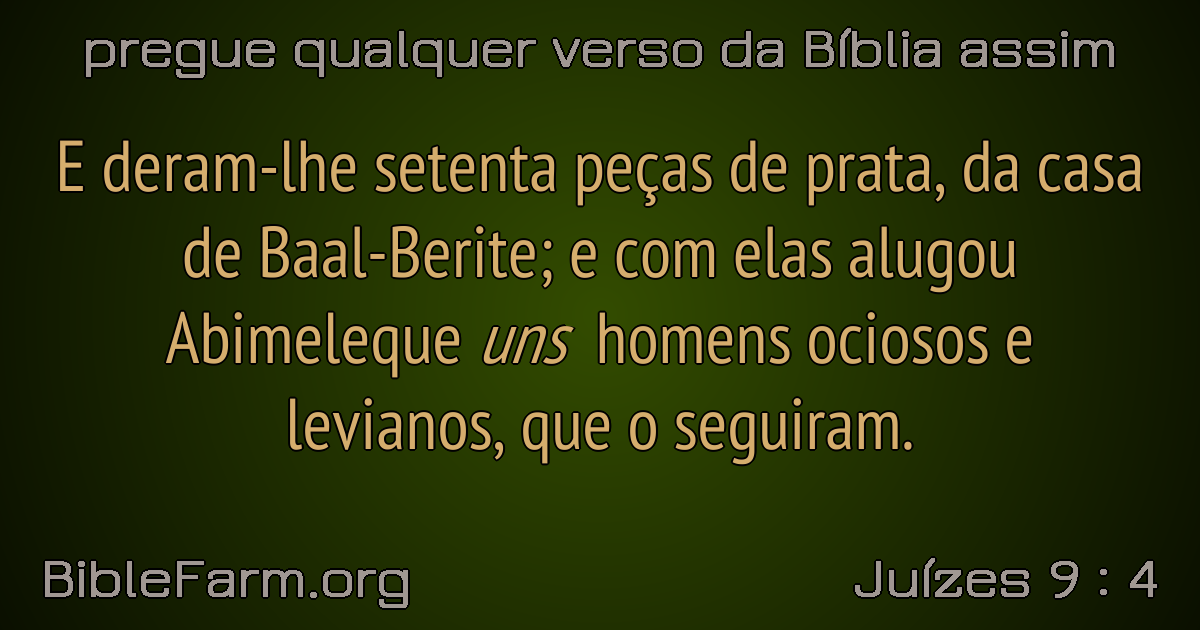 pregue qualquer verso da Bíblia assim
E deram-lhe setenta peças de prata, da casa
de Baal-Berite; e com elas alugou
Abimeleque uns homens ociosos e
levianos, que o seguiram.
BibleFarm.org
Juízes 9 : 4